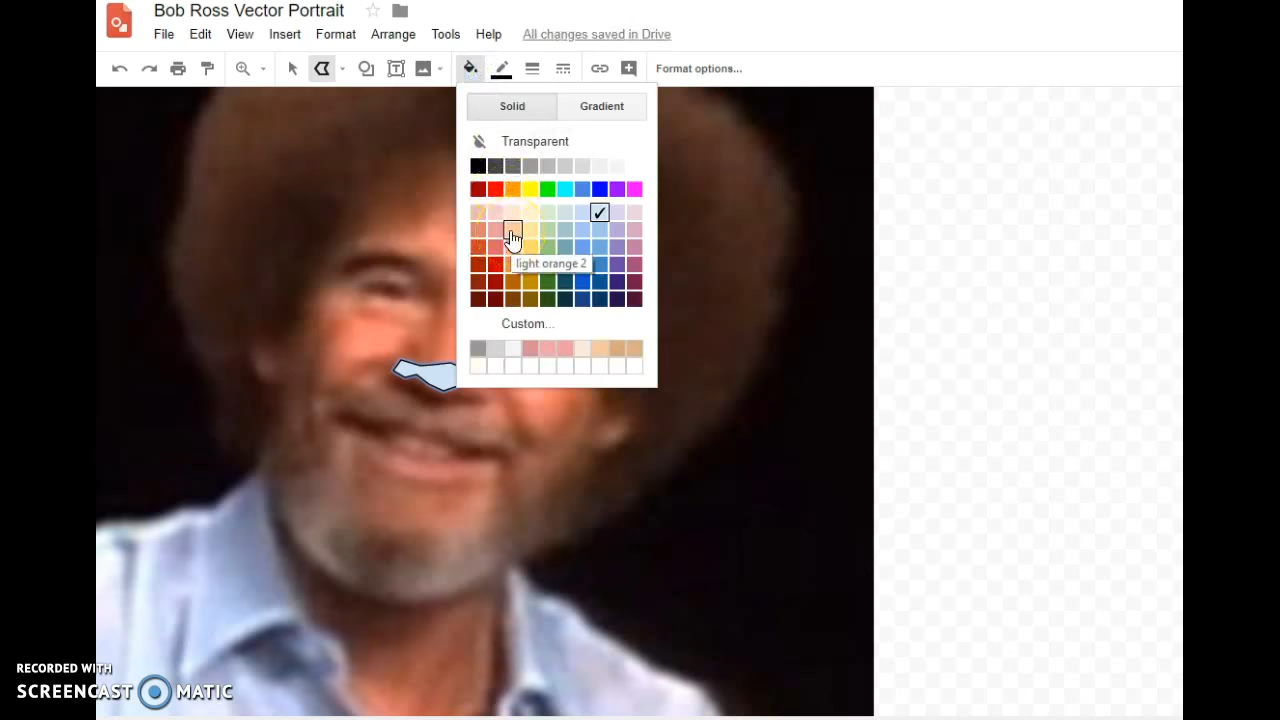 Bob Ross Vector Portrait
File Edit View Insert Format Arrange Tools Help All changes saved in Drive
Format options...
Solid Gradient
Transparent
light orange 2
Custom...
RECORDED WITH
SCREENCAST MATIC